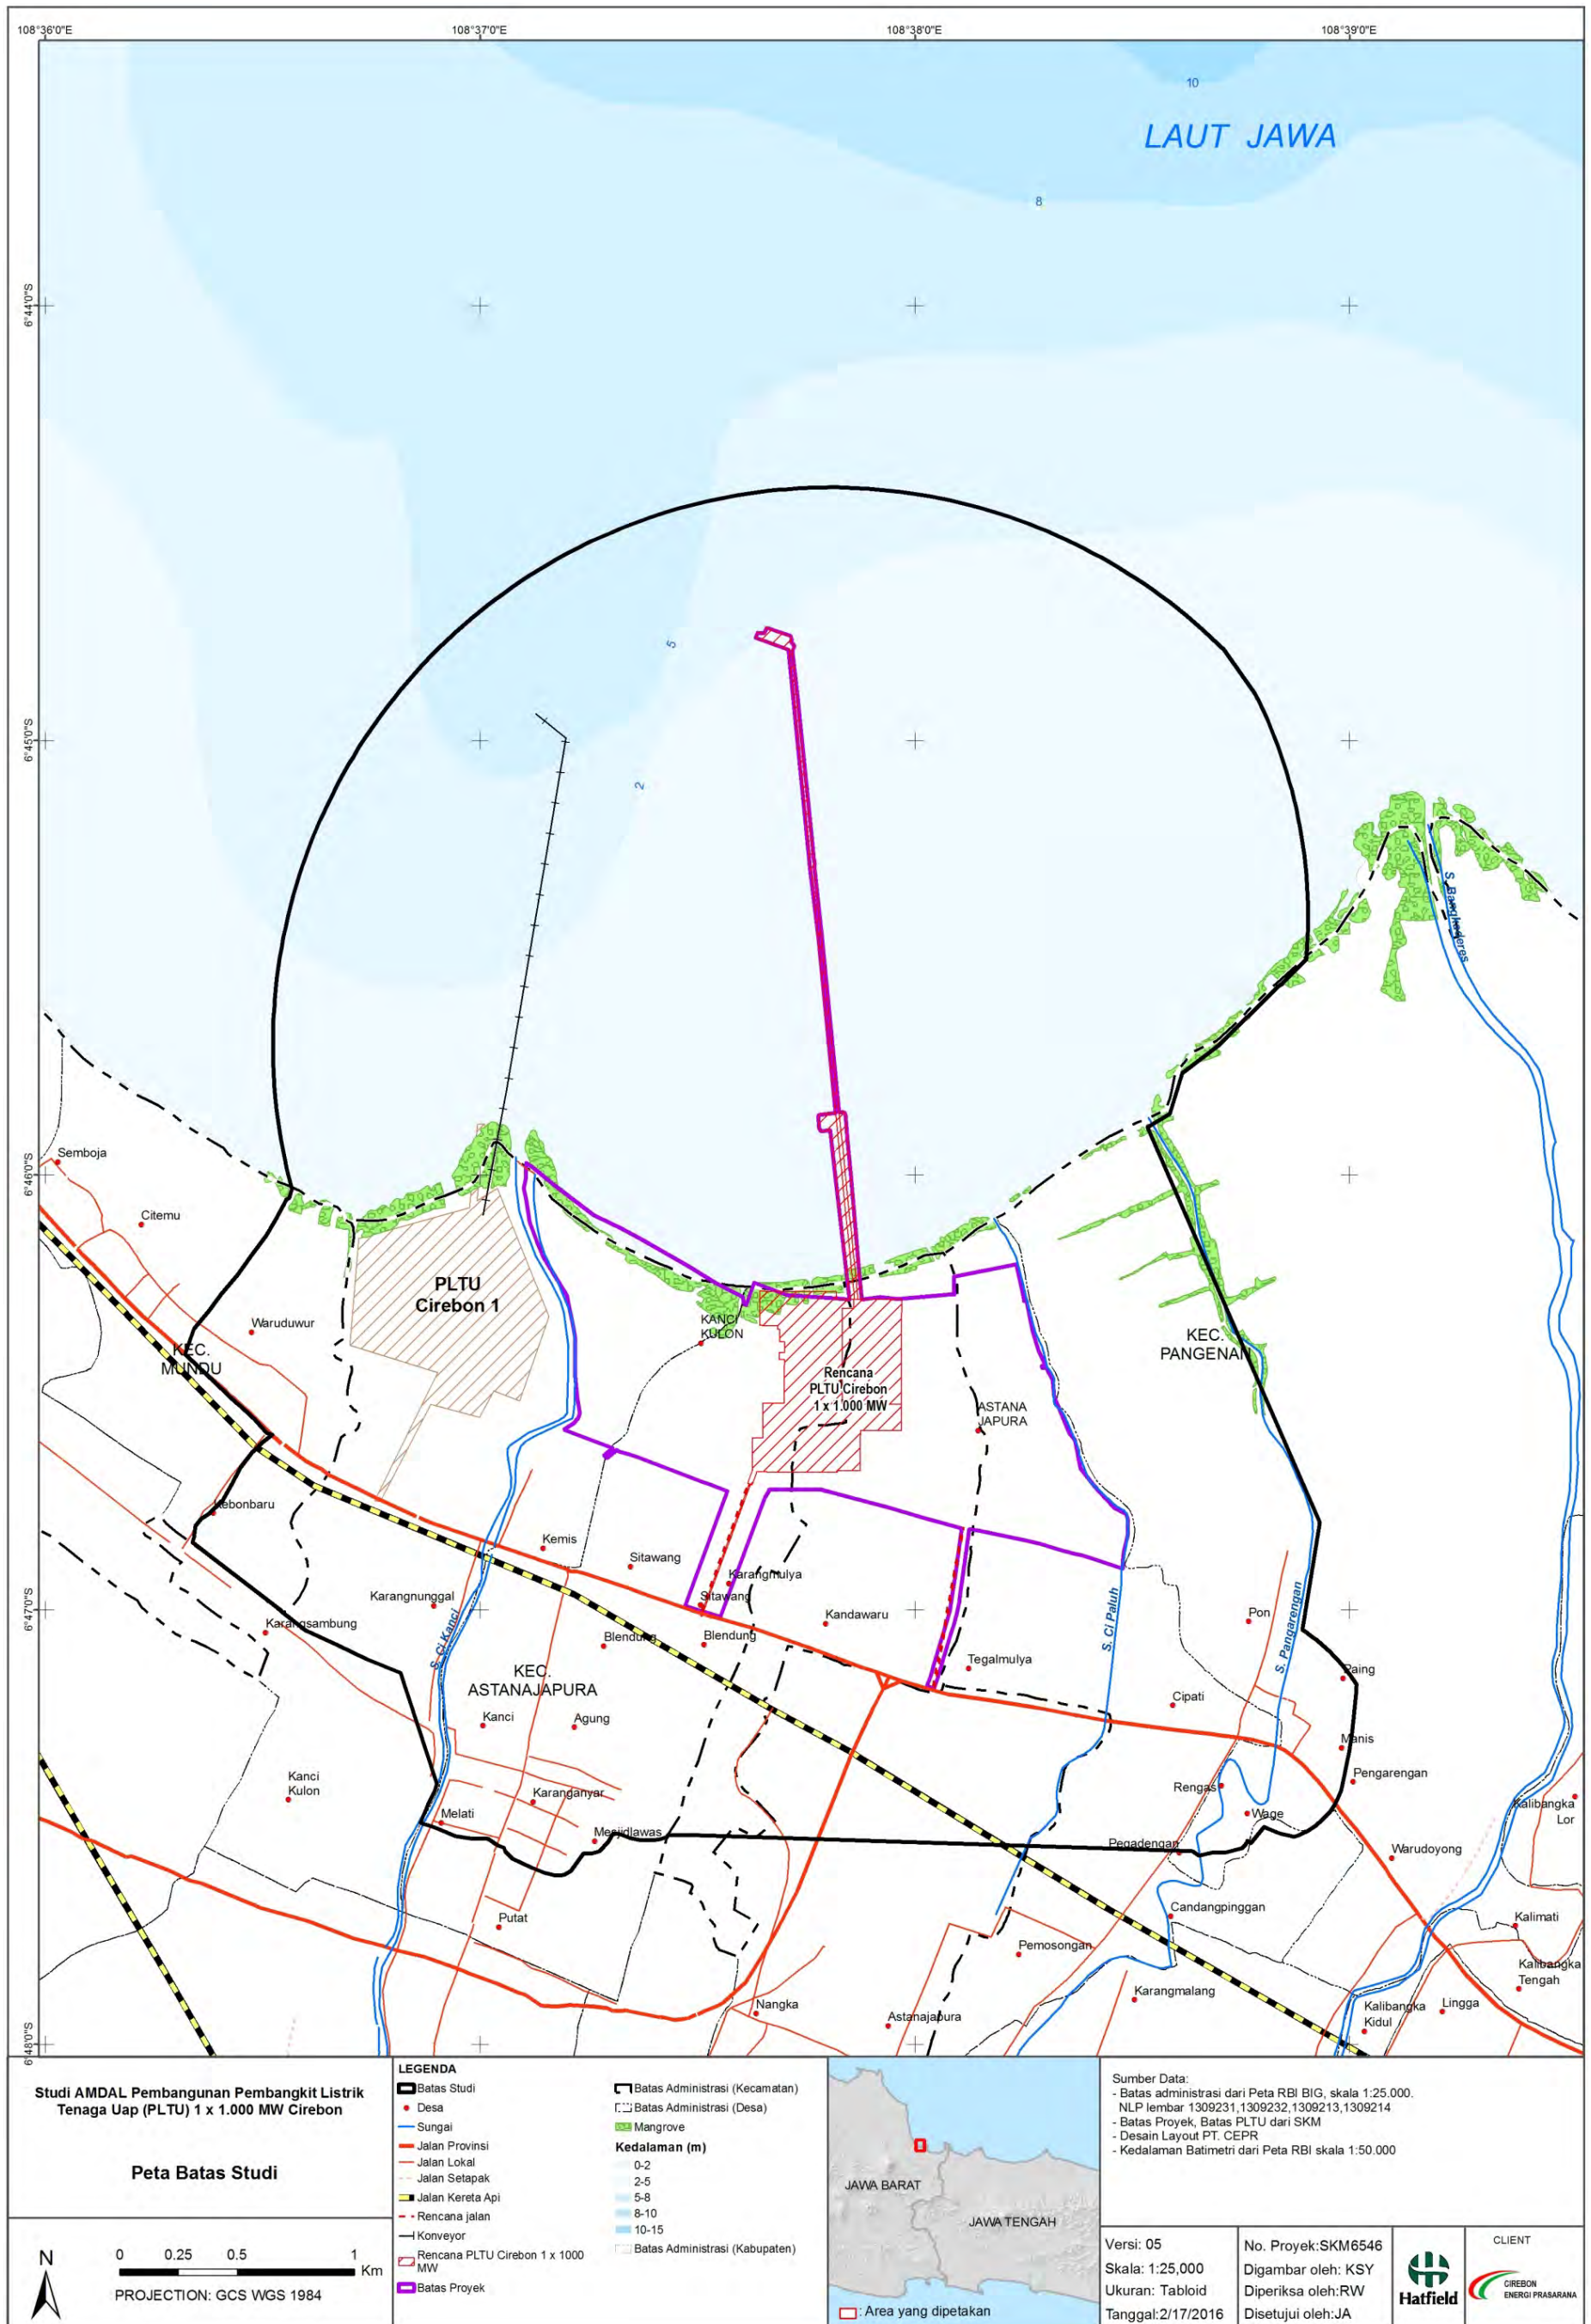 108°36'0"E
108°37'0"E
108°38'0"E
108°39'0"E
10
LAUT JAWA
8
6°44'0"S
5
6°45'0"S
2
S. Bangkaderes
Semboja
6°46'0"S
Citemu
PLTU
Cirebon 1
Waruduwur
KEC.
MUNDU
KANCI
KULON
KEC.
PANGENAN
Rencana
PLTU Cirebon
1 x 1.000 MW
ASTANA
JAPURA
Kebonbaru
Kemis
Sitawang
Karangmulya
Karangnunggal
Sitawang
6°47'0"S
Kandawaru
Pon
Karangsambung
S. Ci Kanci
Blendung
Blendung
S. Ci Paluh
S. Pangarengan
Tegalmulya
Paing
KEC.
ASTANAJAPURA
Cipati
Kanci
Agung
Manis
Kanci
Kulon
Karanganyar
Rengas
Pengarengan
Melati
Wage
Kalibangka
Lor
Mesjidlawas
Pegadengan
Warudoyong
Putat
Candangpinggan
Kalimati
Pemosongan
Kalibangka
Tengah
Karangmalang
Nangka
Astanajapura
Kalibangka
Kidul
Lingga
6°48'0"S
Studi AMDAL Pembangunan Pembangkit Listrik
Tenaga Uap (PLTU) 1 x 1.000 MW Cirebon
Peta Batas Studi
N
0 0.25 0.5 1
Km
PROJECTION: GCS WGS 1984
LEGENDA
Batas Studi
Desa
Sungai
Jalan Provinsi
Jalan Lokal
Jalan Setapak
Jalan Kereta Api
Rencana jalan
Konveyor
Rencana PLTU Cirebon 1 x 1000
MW
Batas Proyek
Batas Administrasi (Kecamatan)
Batas Administrasi (Desa)
Mangrove
Kedalaman (m)
0-2
2-5
5-8
8-10
10-15
Batas Administrasi (Kabupaten)
JAWA BARAT
JAWA TENGAH
: Area yang dipetakan
Sumber Data:
- Batas administrasi dari Peta RBI BIG, skala 1:25.000.
NLP lembar 1309231,1309232,1309213,1309214
- Batas Proyek, Batas PLTU dari SKM
- Desain Layout PT. CEPR
- Kedalaman Batimetri dari Peta RBI skala 1:50.000
Versi: 05
Skala: 1:25,000
Ukuran: Tabloid
Tanggal:2/17/2016
No. Proyek:SKM6546
Digambar oleh: KSY
Diperiksa oleh:RW
Disetujui oleh:JA
Hatfield
CLIENT
CIREBON
ENERGI PRASARANA